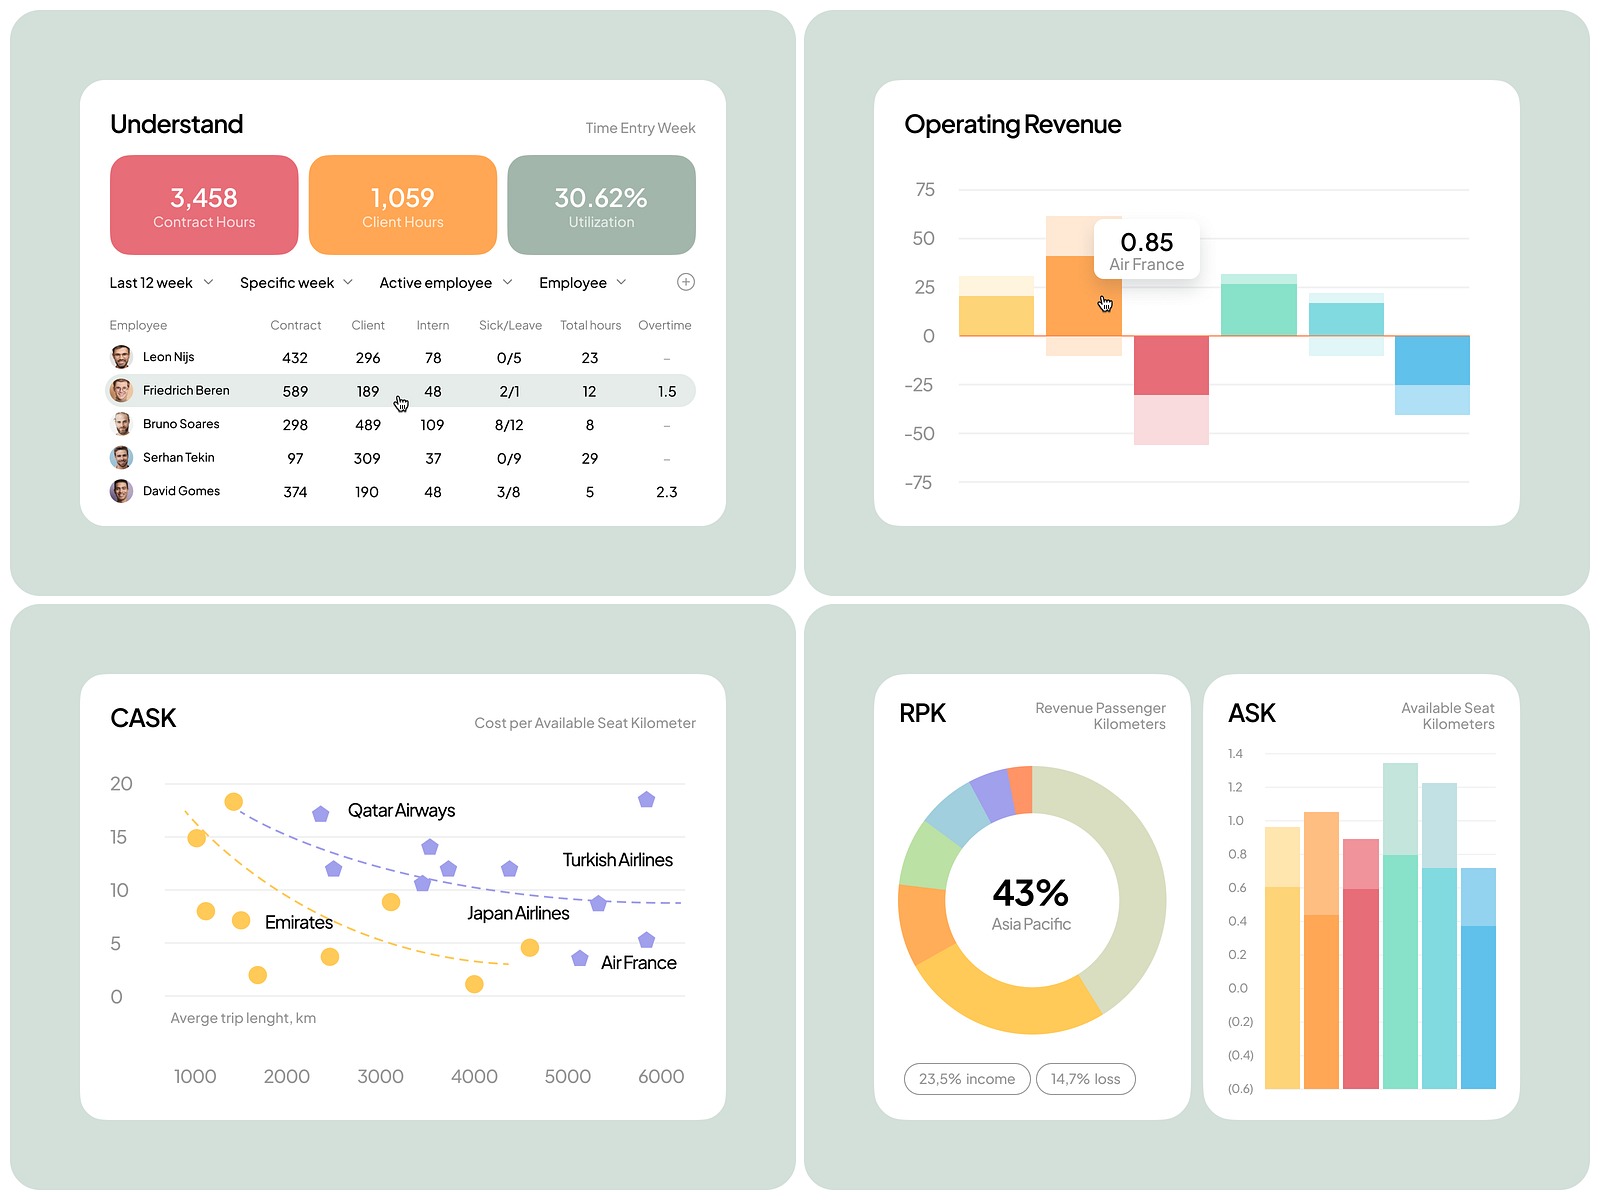 Understand
Time Entry Week
3,458
Contract Hours
1,059
Client Hours
30.62%
Utilization
Last 12 week Specific week Active employee Employee
Employee Contract Client Intern Sick/Leave Total hours Overtime
Leon Nijs 432 296 78 0/5 23 –
Friedrich Beren 589 189 48 2/1 12 1.5
Bruno Soares 298 489 109 8/12 8 –
Serhan Tekin 97 309 37 0/9 29 –
David Gomes 374 190 48 3/8 5 2.3
Operating Revenue
75
50
25
0
-25
-50
-75
0.85
Air France
CASK
Cost per Available Seat Kilometer
20
15
10
5
0
Qatar Airways
Turkish Airlines
Japan Airlines
Emirates
Air France
Averge trip lenght, km
1000 2000 3000 4000 5000 6000
RPK
Revenue Passenger
Kilometers
43%
Asia Pacific
23,5% income
14,7% loss
ASK
Available Seat
Kilometers
1.4
1.2
1.0
0.8
0.6
0.4
0.2
0.0
(0.2)
(0.4)
(0.6)